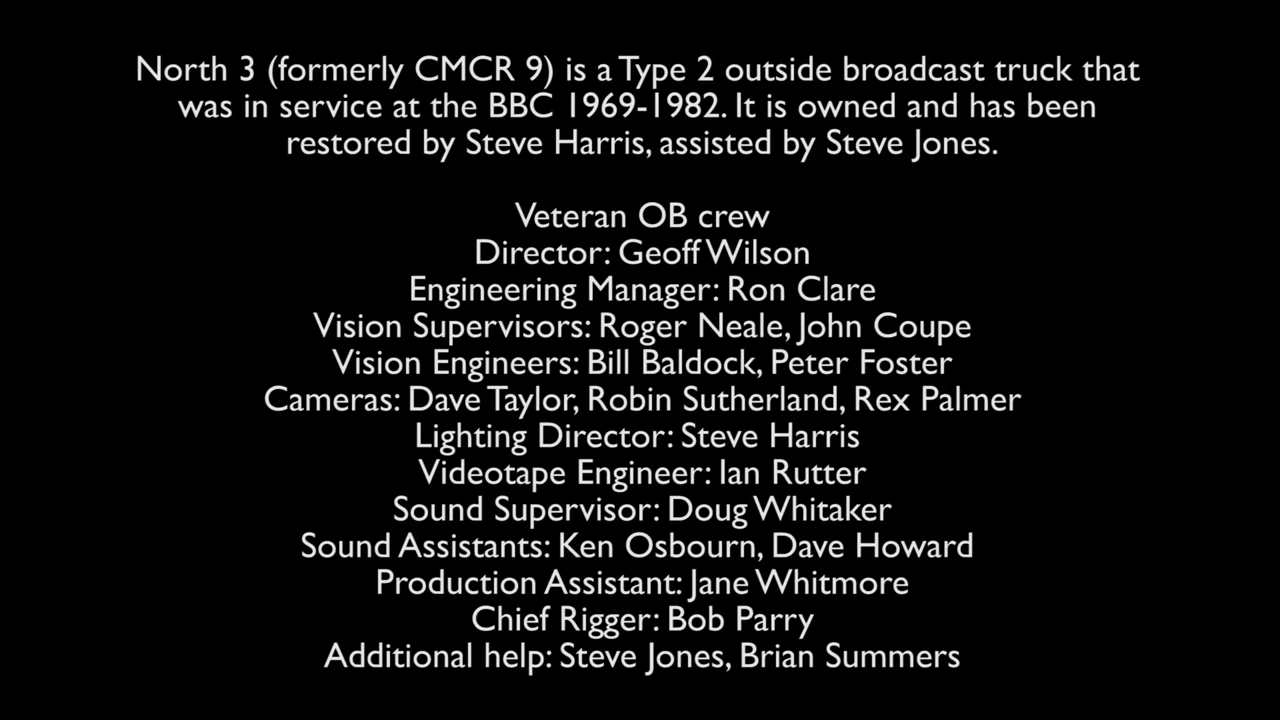 North 3 (formerly CMCR 9) is a Type 2 outside broadcast truck that
was in service at the BBC 1969-1982. It is owned and has been
restored by Steve Harris, assisted by Steve Jones.
Veteran OB crew
Director: Geoff Wilson
Engineering Manager: Ron Clare
Vision Supervisors: Roger Neale, John Coupe
Vision Engineers: Bill Baldock, Peter Foster
Cameras: Dave Taylor, Robin Sutherland, Rex Palmer
Lighting Director: Steve Harris
Videotape Engineer: Ian Rutter
Sound Supervisor: Doug Whitaker
Sound Assistants: Ken Osbourn, Dave Howard
Production Assistant: Jane Whitmore
Chief Rigger: Bob Parry
Additional help: Steve Jones, Brian Summers